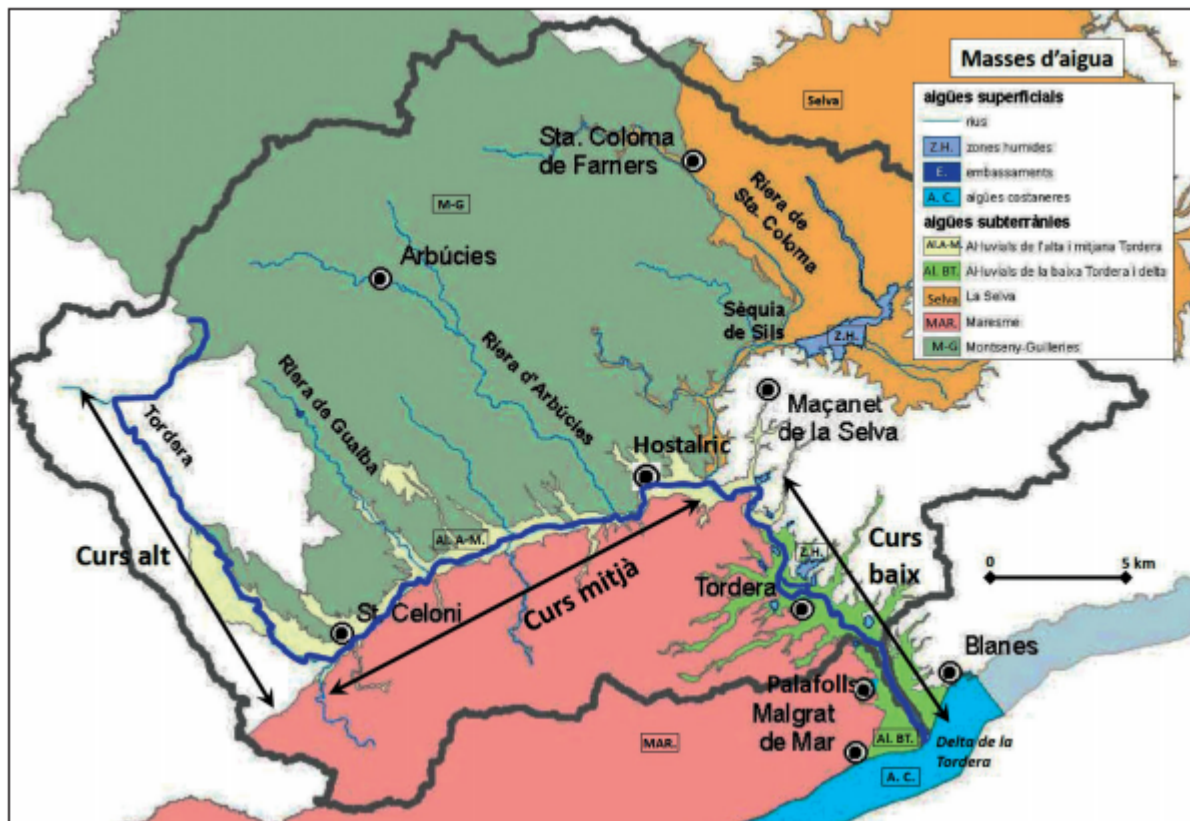 Masses d'aigua
aigües superficials
rius
Z.H. zones humides
E. embassaments
A. C. aigües costaneres
aigües subterrànies
Al.A-M. Al·luvials de l'alta i mitjana Tordera
Al. BT. Al·luvials de la baixa Tordera i delta
Selva La Selva
MAR. Maresme
M-G Montseny-Guilleries
Selva
Sta. Coloma
de Farners
Riera de
Sta. Coloma
M-G
Arbúcies
Sèquia
de Sils
Z.H.
Riera d'Arbúcies
Riera de Gualba
Tordera
Maçanet
de la Selva
Hostalric
Curs alt
Al. A-M.
Curs mitjà
Z.H.
Curs
baix
0 5 km
Tordera
St. Celoni
Blanes
Palafolls
Malgrat
de Mar
MAR.
Al. BT.
Delta de la
Tordera
A. C.